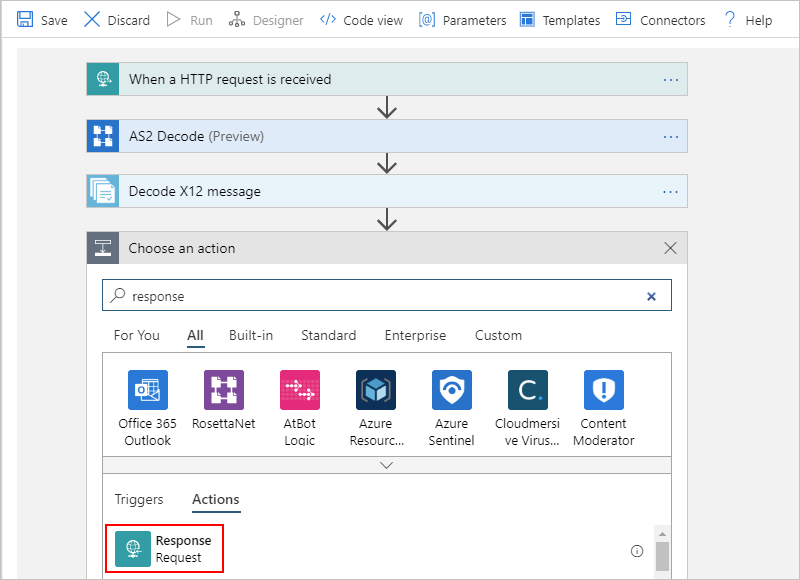 Save Discard Run Designer Code view Parameters Templates Connectors Help
When a HTTP request is received
AS2 Decode (Preview)
Decode X12 message
Choose an action
response
For You All Built-in Standard Enterprise Custom
Office 365 RosettaNet AtBot Azure Azure Cloudmersi Content
Outlook Logic Resourc... Sentinel ve Virus... Moderator
Triggers Actions
Response
Request